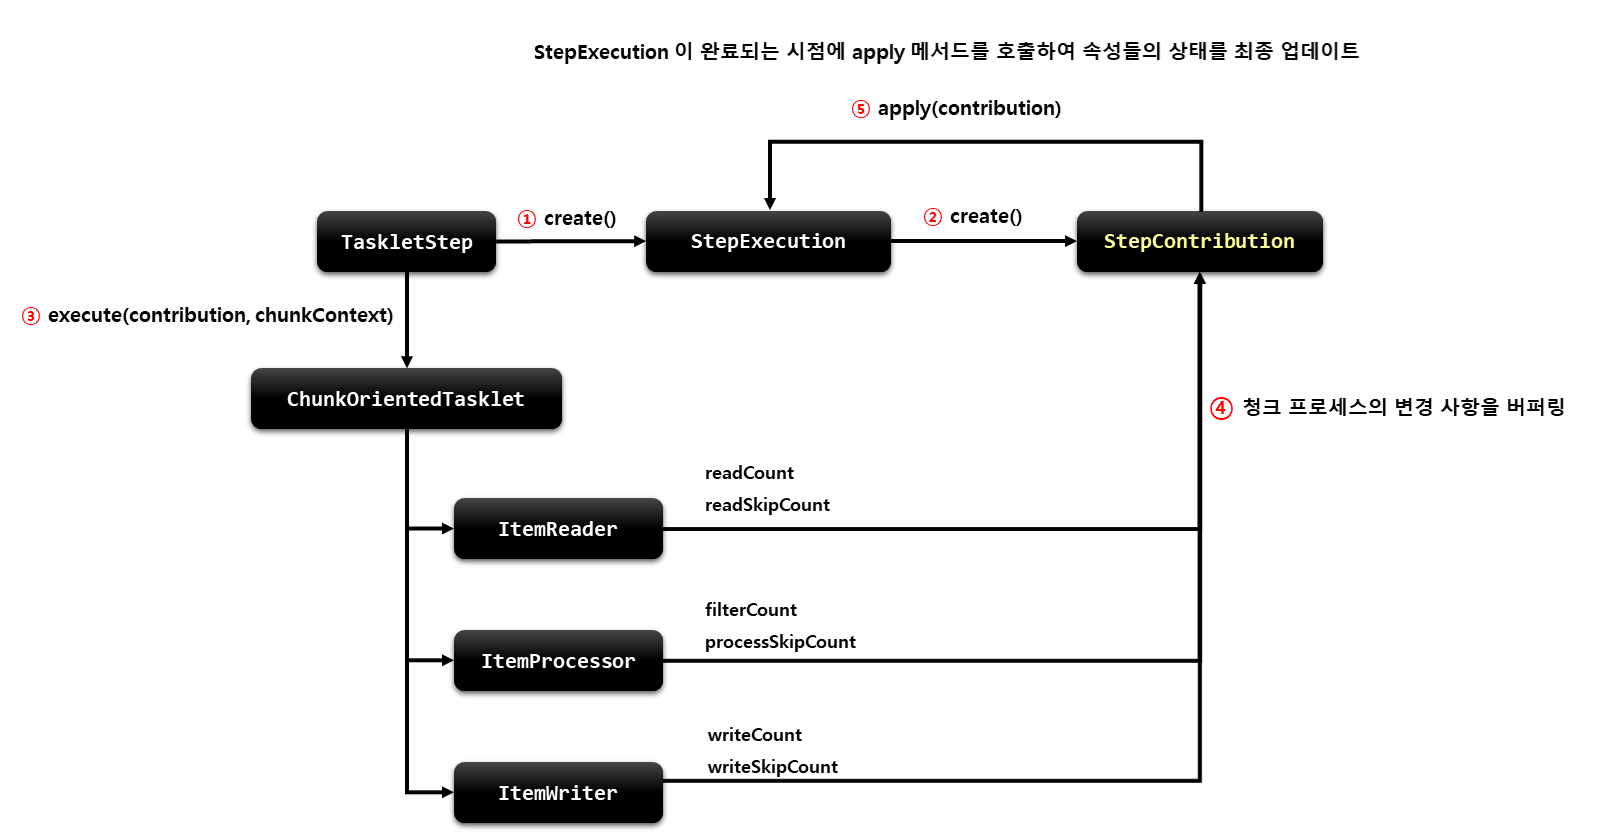 StepExecution 이 완료되는 시점에 apply 메서드를 호출하여 속성들의 상태를 최종 업데이트
⑤ apply(contribution)
① create()
② create()
TaskletStep
StepExecution
StepContribution
③ execute(contribution, chunkContext)
ChunkOrientedTasklet
④ 청크 프로세스의 변경 사항을 버퍼링
readCount
readSkipCount
ItemReader
filterCount
processSkipCount
ItemProcessor
writeCount
writeSkipCount
ItemWriter